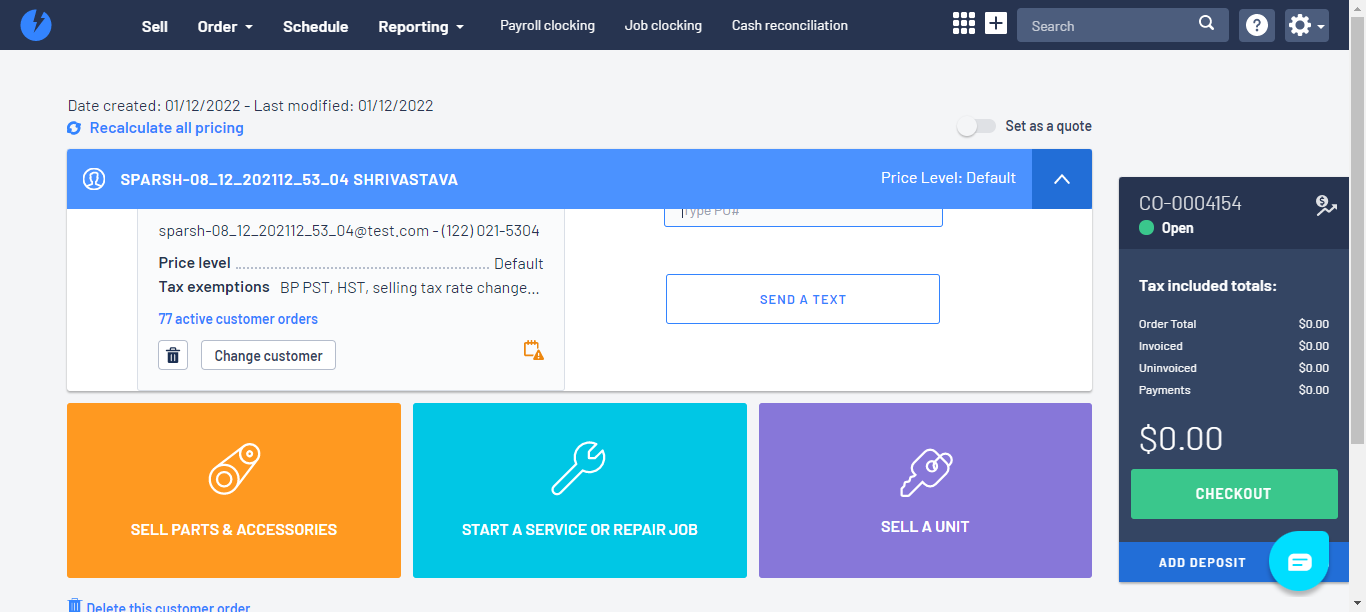 Sell
Order
Schedule
Reporting
Payroll clocking
Job clocking
Cash reconciliation
Search
Date created: 01/12/2022 - Last modified: 01/12/2022
Recalculate all pricing
Set as a quote
SPARSH-08_12_202112_53_04 SHRIVASTAVA
Price Level: Default
Type PO#
sparsh-08_12_202112_53_04@test.com - (122) 021-5304
Price level Default
Tax exemptions BP PST, HST, selling tax rate change...
77 active customer orders
Change customer
SEND A TEXT
SELL PARTS & ACCESSORIES
START A SERVICE OR REPAIR JOB
SELL A UNIT
Delete this customer order
CO-0004154
Open
Tax included totals:
Order Total $0.00
Invoiced $0.00
Uninvoiced $0.00
Payments $0.00
$0.00
CHECKOUT
ADD DEPOSIT